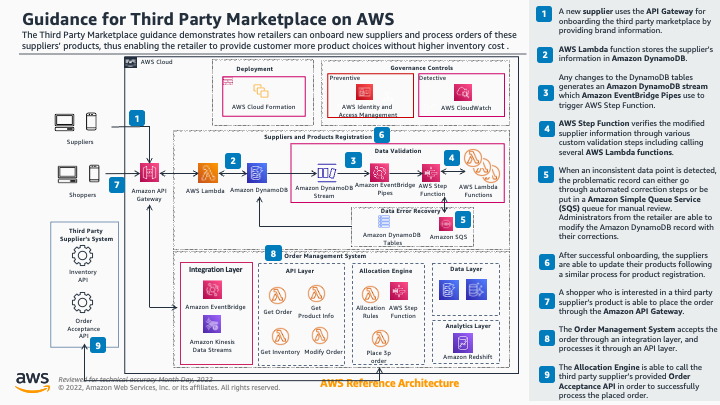 Guidance for Third Party Marketplace on AWS
The Third Party Marketplace guidance demonstrates how retailers can onboard new suppliers and process orders of these
suppliers' products, thus enabling the retailer to provide customer more product choices without higher inventory cost .
AWS Cloud
Deployment
AWS Cloud Formation
Governance Controls
Preventive
AWS Identity and
Access Management
Detective
AWS CloudWatch
1
Suppliers
Shoppers
7
Suppliers and Products Registration
6
Data Validation
2
3
4
Amazon API
Gateway
AWS Lambda
Amazon DynamoDB
Amazon DynamoDB
Stream
Amazon EventBridge
Pipes
AWS Step
Function
AWS Lambda
Functions
Data Error Recovery
5
Amazon DynamoDB
Tables
Amazon SQS
Third Party
Supplier's System
Inventory
API
Order
Acceptance
API
9
8
Order Management System
Integration Layer
Amazon EventBridge
Amazon Kinesis
Data Streams
API Layer
Get Order
Get
Product Info
Get Inventory
Modify Order
Allocation Engine
Allocation
Rules
AWS Step
Function
Place Sp
order
Data Layer
Analytics Layer
Amazon Redshift
aws
Reviewed for technical accuracy Month Day, 2022
© 2022, Amazon Web Services, Inc. or its affiliates. All rights reserved.
AWS Reference Architecture
1
A new supplier uses the API Gateway for
onboarding the third party marketplace by
providing brand information.
2
AWS Lambda function stores the supplier's
information in Amazon DynamoDB.
3
Any changes to the DynamoDB tables
generates an Amazon DynamoDB stream
which Amazon EventBridge Pipes use to
trigger AWS Step Function.
4
AWS Step Function verifies the modified
supplier information through various
custom validation steps including calling
several AWS Lambda functions.
5
When an inconsistent data point is detected,
the problematic record can either go
through automated correction steps or be
put in a Amazon Simple Queue Service
(SQS) queue for manual review.
Administrators from the retailer are able to
modify the Amazon DynamoDB record with
their corrections.
6
After successful onboarding, the suppliers
are able to update their products following
a similar process for product registration.
7
A shopper who is interested in a third party
supplier's product is able to place the order
through the Amazon API Gateway.
8
The Order Management System accepts the
order through an integration layer, and
processes it through an API layer.
9
The Allocation Engine is able to call the
third party supplier's provided Order
Acceptance API in order to successfully
process the placed order.